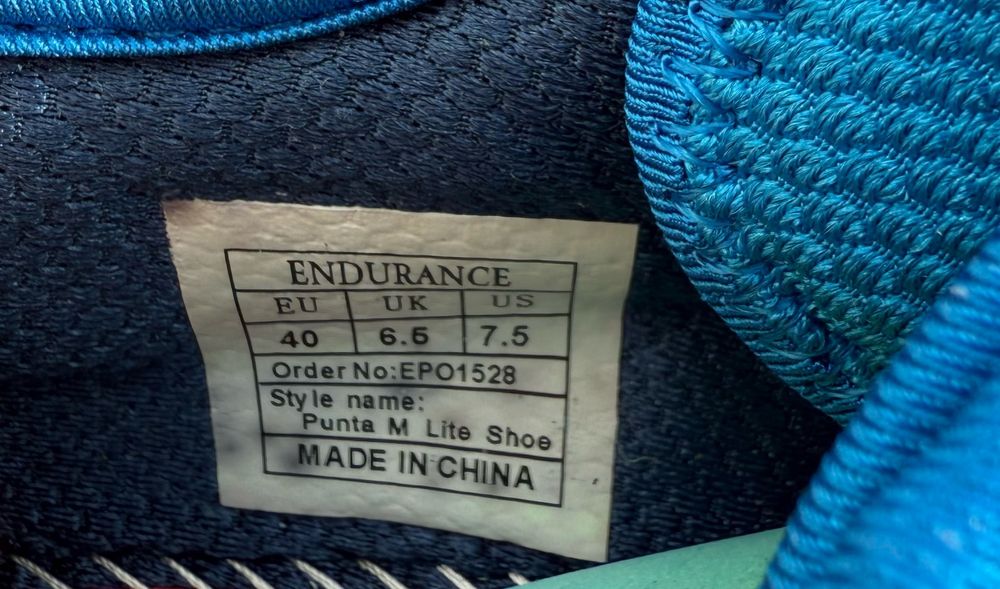 ENDURANCE
EU UK US
40 6.5 7.5
Order No:EPO1528
Style name:
Punta M Lite Shoe
MADE IN CHINA